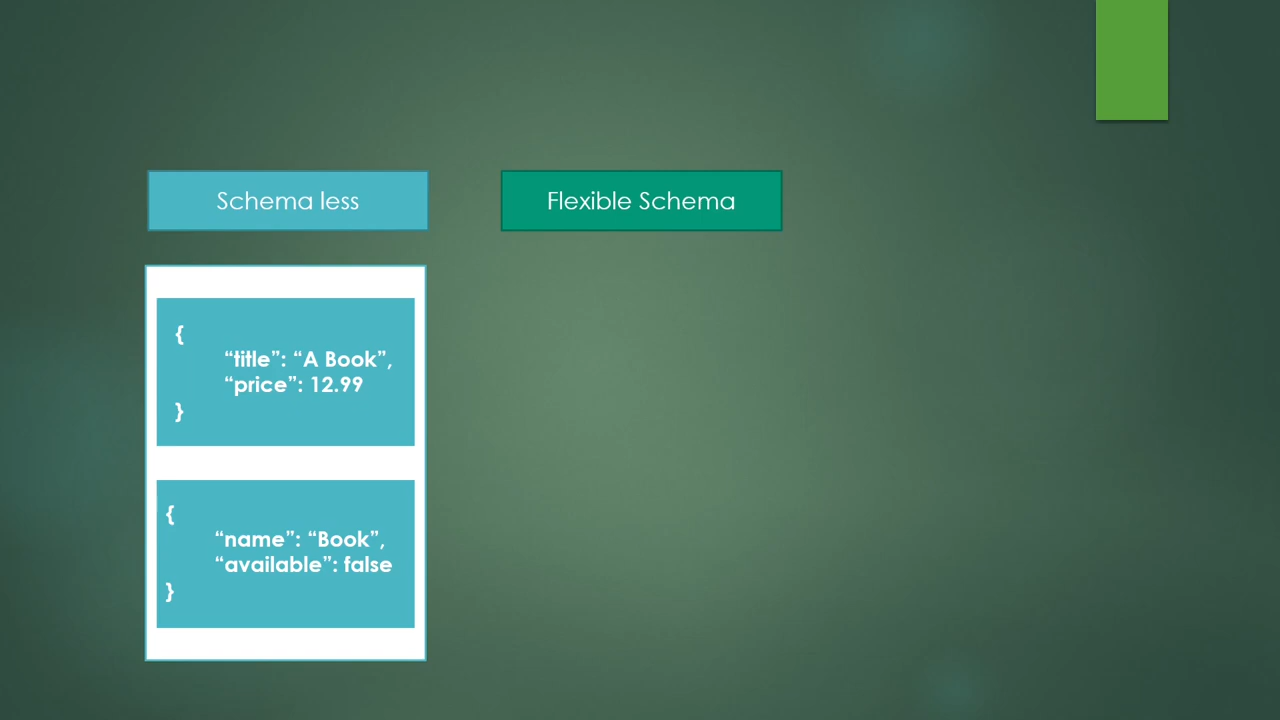 Schema less
Flexible Schema
{
“title”: “A Book”,
“price”: 12.99
}
{
“name”: “Book”,
“available”: false
}